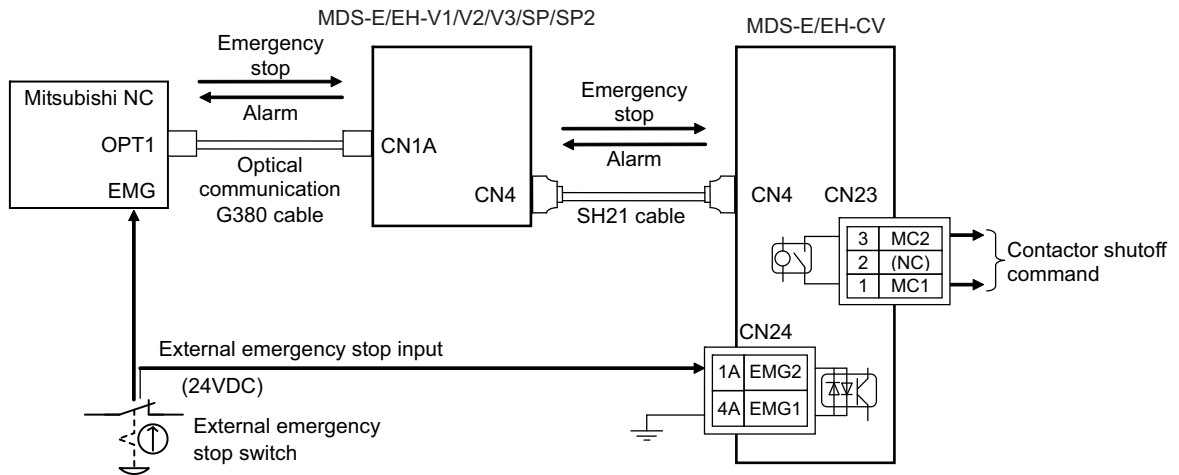 MDS-E/EH-V1/V2/V3/SP/SP2
MDS-E/EH-CV
Emergency
stop
Alarm
Mitsubishi NC
OPT1
EMG
CN1A
CN4
Optical
communication
G380 cable
Emergency
stop
Alarm
SH21 cable
CN4
CN23
3 MC2
2 (NC)
1 MC1
Contactor shutoff
command
CN24
1A EMG2
4A EMG1
External emergency stop input
(24VDC)
External emergency
stop switch